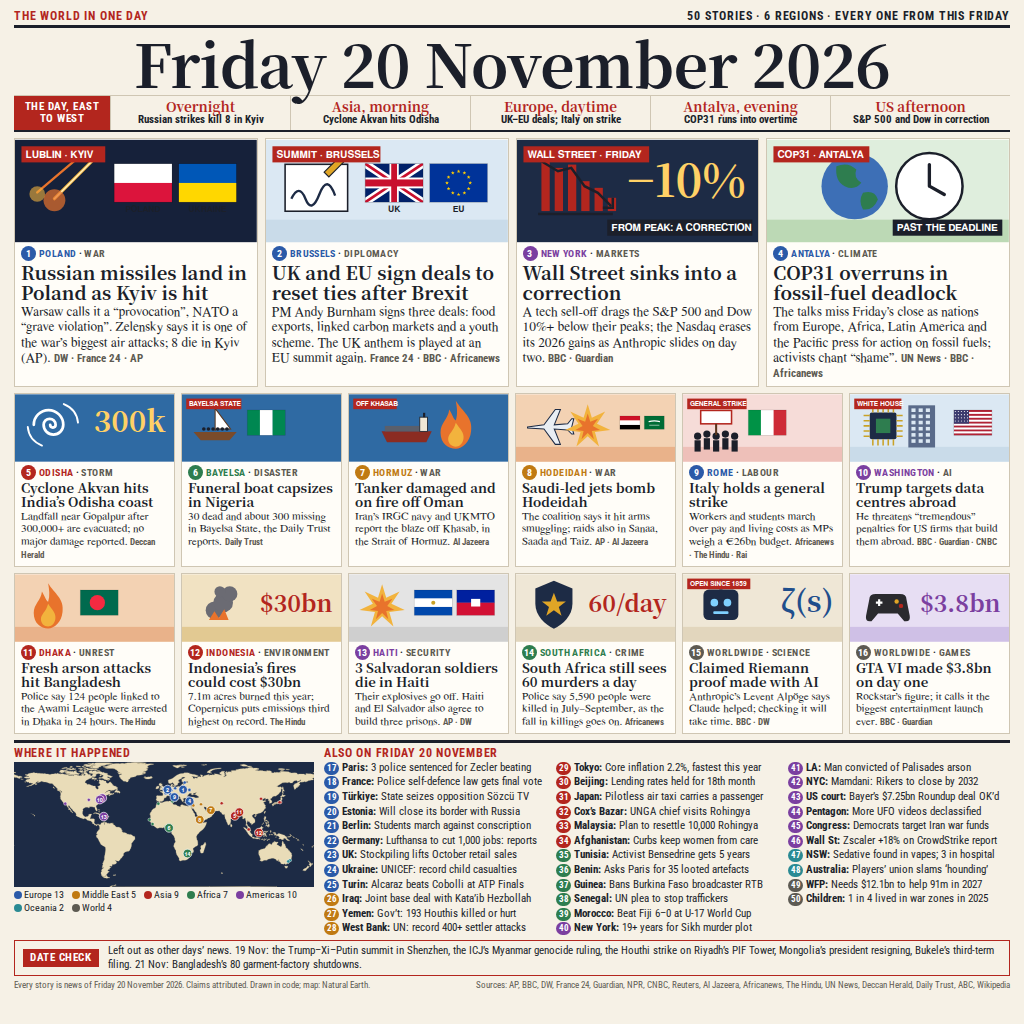 THE WORLD IN ONE DAY
50 STORIES · 6 REGIONS · EVERY ONE FROM THIS FRIDAY
Friday 20 November 2026
THE DAY, EAST
TO WEST
Overnight
Russian strikes kill 8 in Kyiv
Asia, morning
Cyclone Akvan hits Odisha
Europe, daytime
UK–EU deals; Italy on strike
Antalya, evening
COP31 runs into overtime
US afternoon
S&P 500 and Dow in correction
LUBLIN · KYIV
1 POLAND · WAR
Russian missiles land in
Poland as Kyiv is hit
Warsaw calls it a “provocation”, NATO a
“grave violation”. Zelensky says it is one of
the war’s biggest air attacks; 8 die in Kyiv
(AP). DW · France 24 · AP
SUMMIT · BRUSSELS
UK
EU
2 BRUSSELS · DIPLOMACY
UK and EU sign deals to
reset ties after Brexit
PM Andy Burnham signs three deals: food
exports, linked carbon markets and a youth
scheme. The UK anthem is played at an
EU summit again. France 24 · BBC · Africanews
WALL STREET · FRIDAY
−10%
FROM PEAK: A CORRECTION
3 NEW YORK · MARKETS
Wall Street sinks into a
correction
A tech sell-off drags the S&P 500 and Dow
10%+ below their peaks; the Nasdaq erases
its 2026 gains as Anthropic slides on day
two. BBC · Guardian
COP31 · ANTALYA
PAST THE DEADLINE
4 ANTALYA · CLIMATE
COP31 overruns in
fossil-fuel deadlock
The talks miss Friday’s close as nations
from Europe, Africa, Latin America and
the Pacific press for action on fossil fuels;
activists chant “shame”. UN News · BBC ·
Africanews
300k
5 ODISHA · STORM
Cyclone Akvan hits
India’s Odisha coast
Landfall near Gopalpur after
300,000+ are evacuated; no
major damage reported. Deccan
Herald
BAYELSA STATE
6 BAYELSA · DISASTER
Funeral boat capsizes
in Nigeria
30 dead and about 300 missing
in Bayelsa State, the Daily Trust
reports. Daily Trust
OFF KHASAB
7 HORMUZ · WAR
Tanker damaged and
on fire off Oman
Iran’s IRGC navy and UKMTO
report the blaze off Khasab, in
the Strait of Hormuz. Al Jazeera
8 HODEIDAH · WAR
Saudi-led jets bomb
Hodeidah
The coalition says it hit arms
smuggling; raids also in Sanaa,
Saada and Taiz. AP · Al Jazeera
GENERAL STRIKE
9 ROME · LABOUR
Italy holds a general
strike
Workers and students march
over pay and living costs as MPs
weigh a €26bn budget. Africanews
· The Hindu · Rai
WHITE HOUSE
10 WASHINGTON · AI
Trump targets data
centres abroad
He threatens “tremendous”
penalties for US firms that build
them abroad. BBC · Guardian · CNBC
11 DHAKA · UNREST
Fresh arson attacks
hit Bangladesh
Police say 124 people linked to
the Awami League were arrested
in Dhaka in 24 hours. The Hindu
$30bn
12 INDONESIA · ENVIRONMENT
Indonesia’s fires
could cost $30bn
7.1m acres burned this year;
Copernicus puts emissions third
highest on record. The Hindu
13 HAITI · SECURITY
3 Salvadoran soldiers
die in Haiti
Their explosives go off. Haiti
and El Salvador also agree to
build three prisons. AP · DW
60/day
14 SOUTH AFRICA · CRIME
South Africa still sees
60 murders a day
Police say 5,590 people were
killed in July–September, as the
fall in killings goes on. Africanews
OPEN SINCE 1859
ζ(s)
15 WORLDWIDE · SCIENCE
Claimed Riemann
proof made with AI
Anthropic’s Levent Alpöge says
Claude helped; checking it will
take time. BBC · DW
$3.8bn
16 WORLDWIDE · GAMES
GTA VI made $3.8bn
on day one
Rockstar’s figure; it calls it the
biggest entertainment launch
ever. BBC · Guardian
WHERE IT HAPPENED
Europe 13 Middle East 5 Asia 9 Africa 7 Americas 10
Oceania 2 World 4
ALSO ON FRIDAY 20 NOVEMBER
17 Paris: 3 police sentenced for Zecler beating
18 France: Police self-defence law gets final vote
19 Türkiye: State seizes opposition Sözcü TV
20 Estonia: Will close its border with Russia
21 Berlin: Students march against conscription
22 Germany: Lufthansa to cut 1,000 jobs: reports
23 UK: Stockpiling lifts October retail sales
24 Ukraine: UNICEF: record child casualties
25 Turin: Alcaraz beats Cobolli at ATP Finals
26 Iraq: Joint base deal with Kata’ib Hezbollah
27 Yemen: Gov’t: 193 Houthis killed or hurt
28 West Bank: UN: record 400+ settler attacks
29 Tokyo: Core inflation 2.2%, fastest this year
30 Beijing: Lending rates held for 18th month
31 Japan: Pilotless air taxi carries a passenger
32 Cox’s Bazar: UNGA chief visits Rohingya
33 Malaysia: Plan to resettle 10,000 Rohingya
34 Afghanistan: Curbs keep women from care
35 Tunisia: Activist Bensedrine gets 5 years
36 Benin: Asks Paris for 35 looted artefacts
37 Guinea: Bans Burkina Faso broadcaster RTB
38 Senegal: UN plea to stop traffickers
39 Morocco: Beat Fiji 6–0 at U-17 World Cup
40 New York: 19+ years for Sikh murder plot
41 LA: Man convicted of Palisades arson
42 NYC: Mamdani: Rikers to close by 2032
43 US court: Bayer’s $7.25bn Roundup deal OK’d
44 Pentagon: More UFO videos declassified
45 Congress: Democrats target Iran war funds
46 Wall St: Zscaler +18% on CrowdStrike report
47 NSW: Sedative found in vapes; 3 in hospital
48 Australia: Players’ union slams ‘hounding’
49 WFP: Needs $12.1bn to help 91m in 2027
50 Children: 1 in 4 lived in war zones in 2025
DATE CHECK
Left out as other days’ news. 19 Nov: the Trump–Xi–Putin summit in Shenzhen, the ICJ’s Myanmar genocide ruling, the Houthi strike on Riyadh’s PIF Tower, Mongolia’s president resigning, Bukele’s third-term
filing. 21 Nov: Bangladesh’s 80 garment-factory shutdowns.
Every story is news of Friday 20 November 2026. Claims attributed. Drawn in code; map: Natural Earth.
Sources: AP, BBC, DW, France 24, Guardian, NPR, CNBC, Reuters, Al Jazeera, Africanews, The Hindu, UN News, Deccan Herald, Daily Trust, ABC, Wikipedia